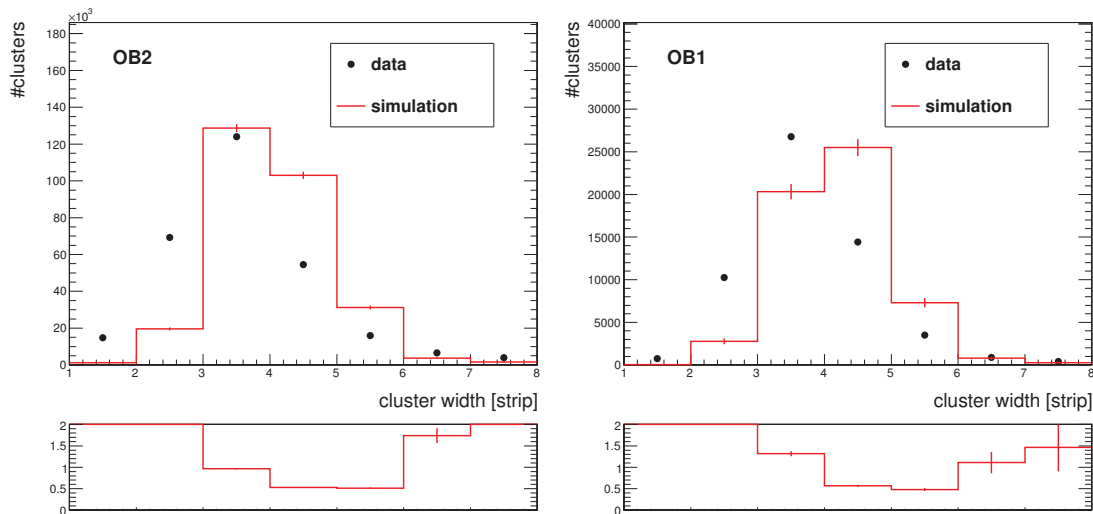 ×10³
180
160
140
120
100
80
60
40
20
0
#clusters
OB2
data
simulation
1 2 3 4 5 6 7 8
cluster width [strip]
2
1.5
1
0.5
0
40000
35000
30000
25000
20000
15000
10000
5000
0
#clusters
OB1
data
simulation
1 2 3 4 5 6 7 8
cluster width [strip]
2
1.5
1
0.5
0